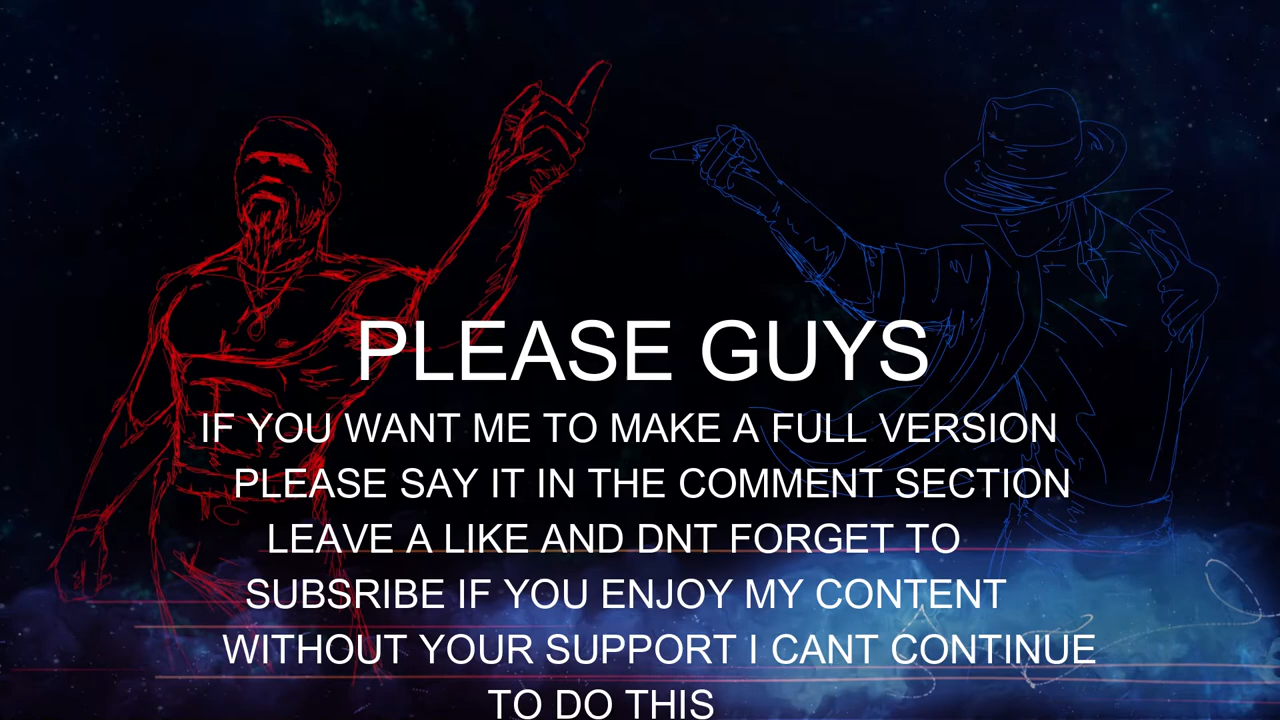 PLEASE GUYS
IF YOU WANT ME TO MAKE A FULL VERSION
PLEASE SAY IT IN THE COMMENT SECTION
LEAVE A LIKE AND DNT FORGET TO
SUBSRIBE IF YOU ENJOY MY CONTENT
WITHOUT YOUR SUPPORT I CANT CONTINUE
TO DO THIS